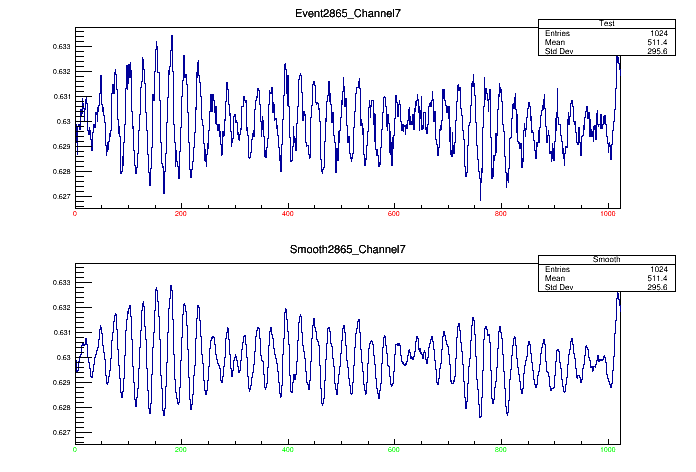 Event2865_Channel7
Test
Entries 1024
Mean 511.4
Std Dev 295.6
0.633
0.632
0.631
0.63
0.629
0.628
0.627
0 200 400 600 800 1000
Smooth2865_Channel7
Smooth
Entries 1024
Mean 511.4
Std Dev 295.6
0.633
0.632
0.631
0.63
0.629
0.628
0.627
0 200 400 600 800 1000